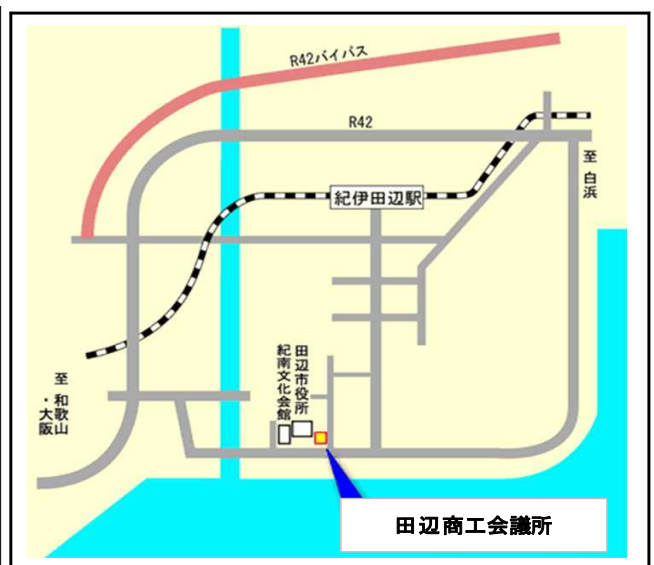 R42バイパス
R42
至 白浜
紀伊田辺駅
田辺市役所
紀南文化会館
至 和歌山
・大阪
田辺商工会議所